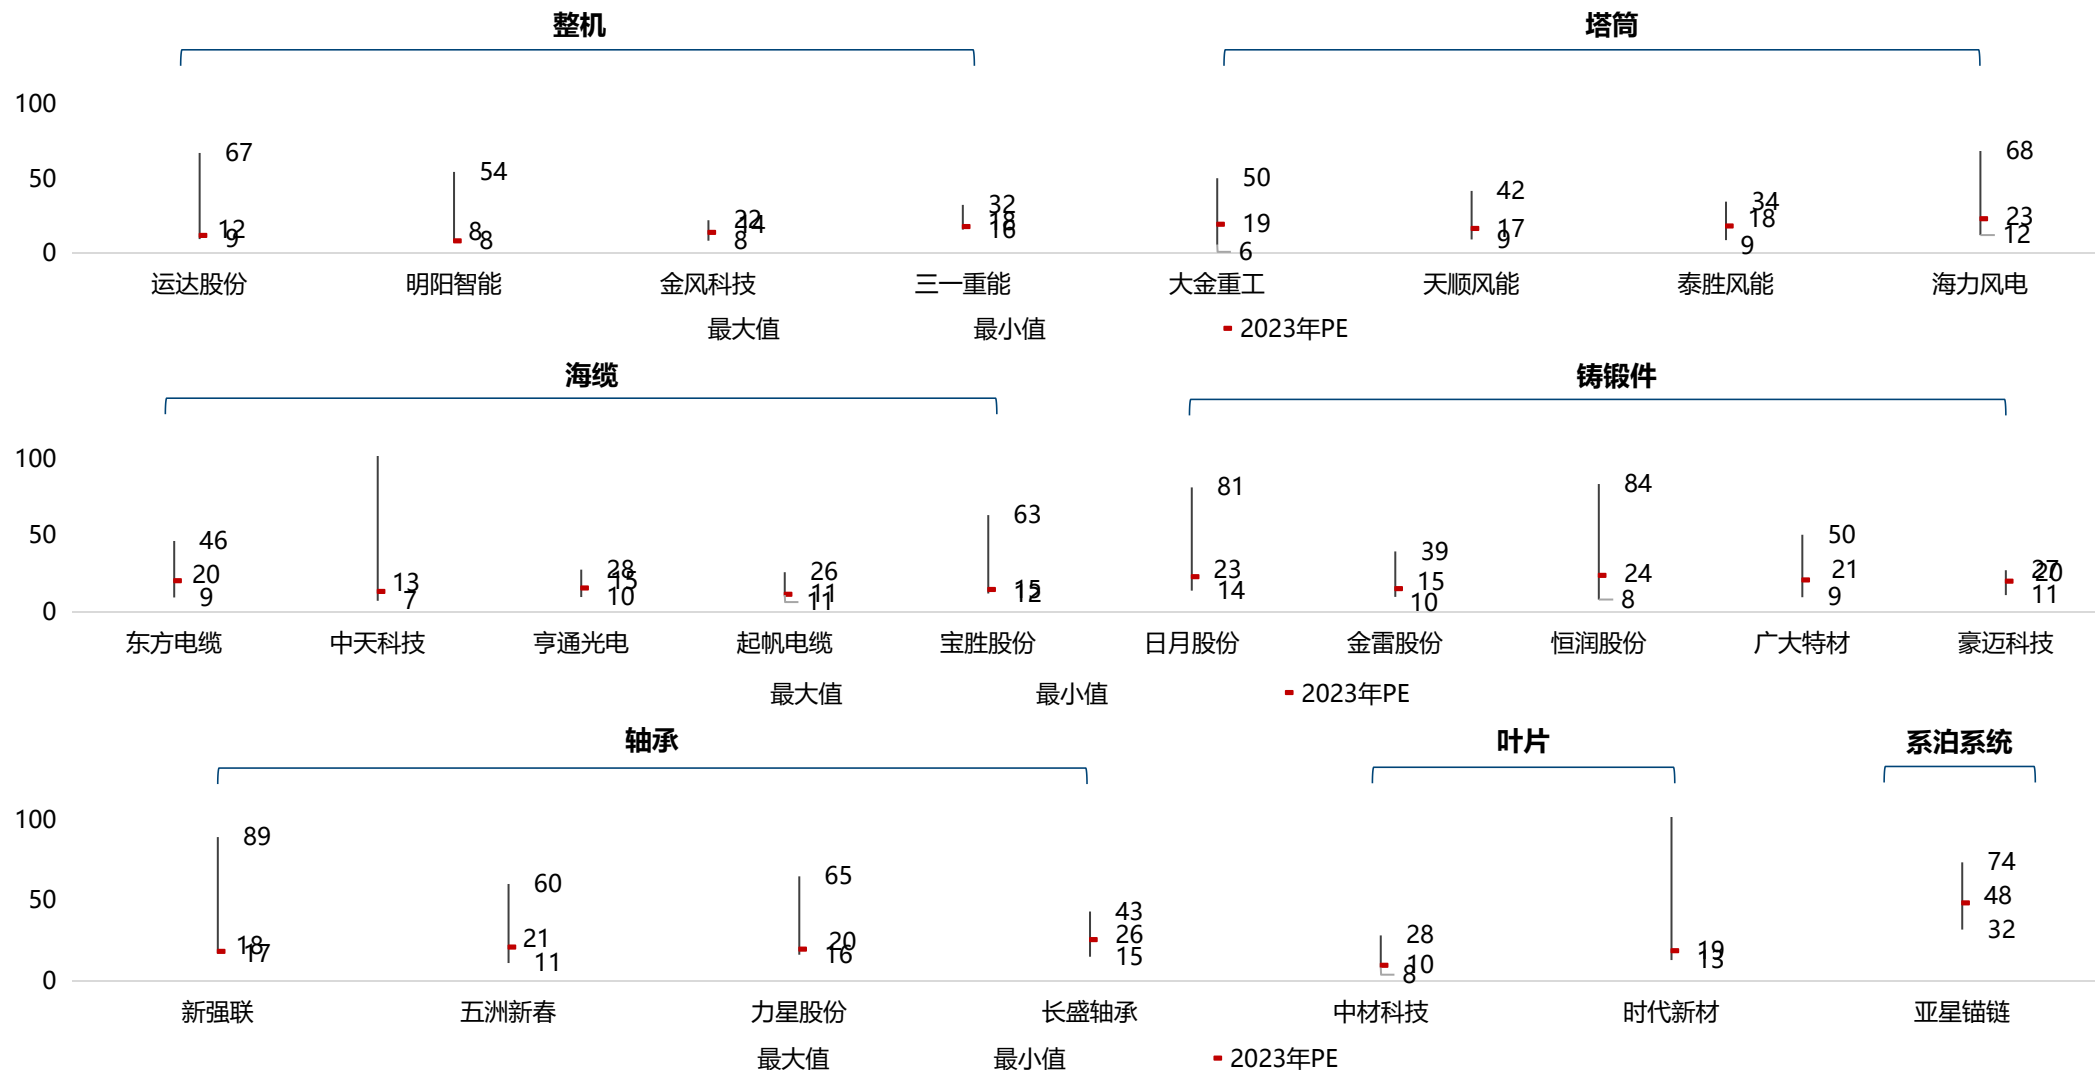 整机 塔筒
100
67 54 22 32 50 42 34 68
50
12 8 14 18 19 17 18 23
9 8 8 16 6 9 9 12
0
运达股份 明阳智能 金风科技 三一重能 大金重工 天顺风能 泰胜风能 海力风电
最大值 最小值 2023年PE
海缆 铸锻件
100
46 28 26 63 81 39 84 50 27
50
20 13 15 11 15 23 15 24 21 20
9 7 10 11 12 14 10 8 9 11
0
东方电缆 中天科技 亨通光电 起帆电缆 宝胜股份 日月股份 金雷股份 恒润股份 广大特材 豪迈科技
最大值 最小值 2023年PE
轴承 叶片 系泊系统
100
89 60 65 43 28 74
50
18 21 20 26 10 19 48
17 11 16 15 8 13 32
0
新强联 五洲新春 力星股份 长盛轴承 中材科技 时代新材 亚星锚链
最大值 最小值 2023年PE